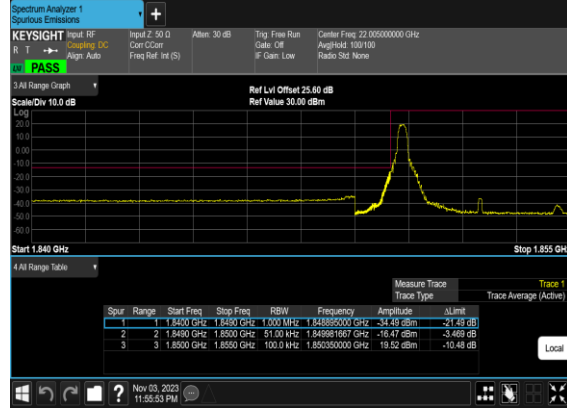 Spectrum Analyzer 1
Spurious Emissions
KEYSIGHT Input: RF Input Z: 50 Ω Atten: 30 dB Trig: Free Run Center Freq: 22.005000000 GHz
R T Coupling: DC Corr CCorr Gate: Off Avg|Hold: 100/100
Align: Auto Freq Ref: Int (S) IF Gain: Low Radio Std: None
LW PASS
3 All Range Graph
Ref Lvl Offset 25.60 dB
Scale/Div 10.0 dB Ref Value 30.00 dBm
Log
20.0
10.0
0.00
-10.0
-20.0
-30.0
-40.0
-50.0
-60.0
Start 1.840 GHz Stop 1.855 GH
4 All Range Table
Measure Trace Trace 1
Trace Type Trace Average (Active)
Spur Range Start Freq Stop Freq RBW Frequency Amplitude ΔLimit
1 1 1.8400 GHz 1.8490 GHz 1.000 MHz 1.848895000 GHz -34.49 dBm -21.49 dB
2 2 1.8490 GHz 1.8500 GHz 51.00 kHz 1.849981667 GHz -16.47 dBm -3.469 dB
3 3 1.8500 GHz 1.8550 GHz 100.0 kHz 1.850350000 GHz 19.52 dBm -10.48 dB
Local
? Nov 03, 2023
11:55:53 PM